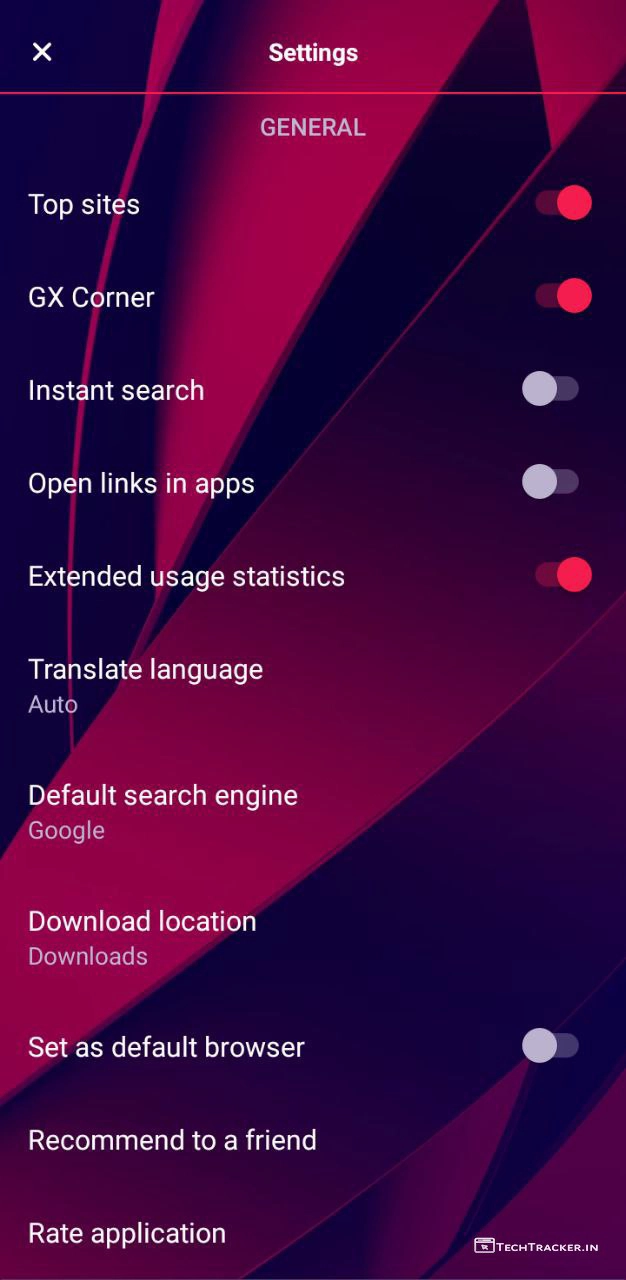 Settings
GENERAL
Top sites
GX Corner
Instant search
Open links in apps
Extended usage statistics
Translate language
Auto
Default search engine
Google
Download location
Downloads
Set as default browser
Recommend to a friend
Rate application
TECHTRACKER.IN